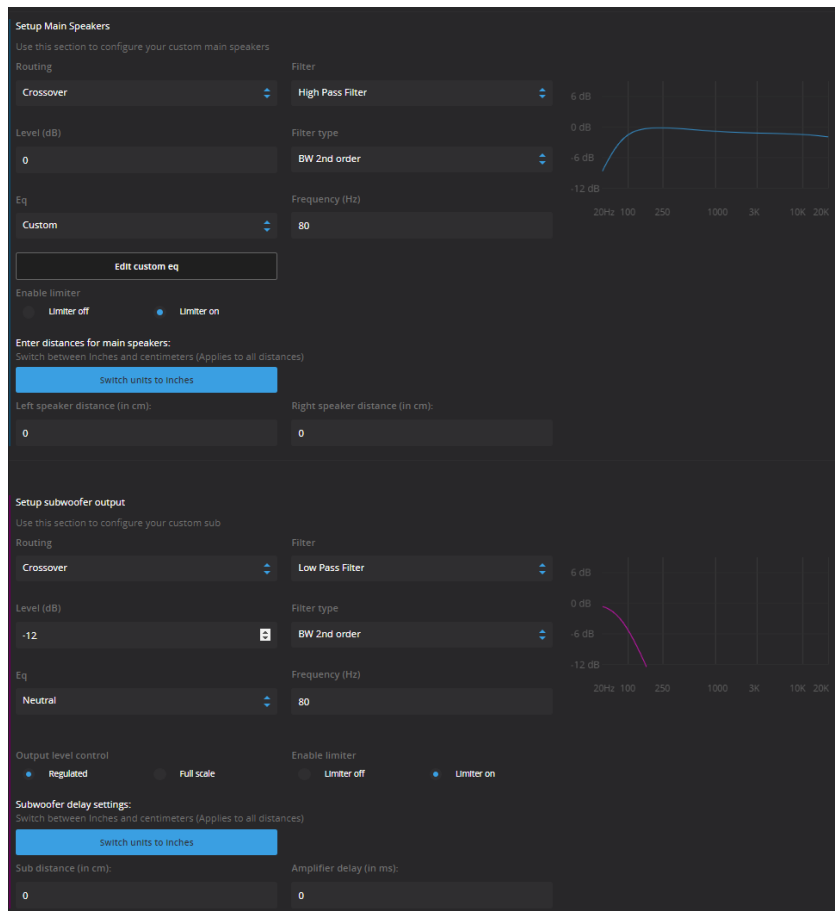 Setup Main Speakers
Use this section to configure your custom main speakers
Routing
Filter
Crossover
High Pass Filter
6 dB
0 dB
-6 dB
-12 dB
20Hz 100 250 1000 3K 10K 20K
Level (dB)
Filter type
0
BW 2nd order
Eq
Frequency (Hz)
Custom
80
Edit custom eq
Enable limiter
Limiter off
Limiter on
Enter distances for main speakers:
Switch between Inches and centimeters (Applies to all distances)
Switch units to inches
Left speaker distance (in cm):
Right speaker distance (in cm):
0
0
Setup subwoofer output
Use this section to configure your custom sub
Routing
Filter
Crossover
Low Pass Filter
6 dB
0 dB
-6 dB
-12 dB
20Hz 100 250 1000 3K 10K 20K
Level (dB)
Filter type
-12
BW 2nd order
Eq
Frequency (Hz)
Neutral
80
Output level control
Enable limiter
Regulated
Full scale
Limiter off
Limiter on
Subwoofer delay settings:
Switch between Inches and centimeters (Applies to all distances)
Switch units to inches
Sub distance (in cm):
Amplifier delay (in ms):
0
0